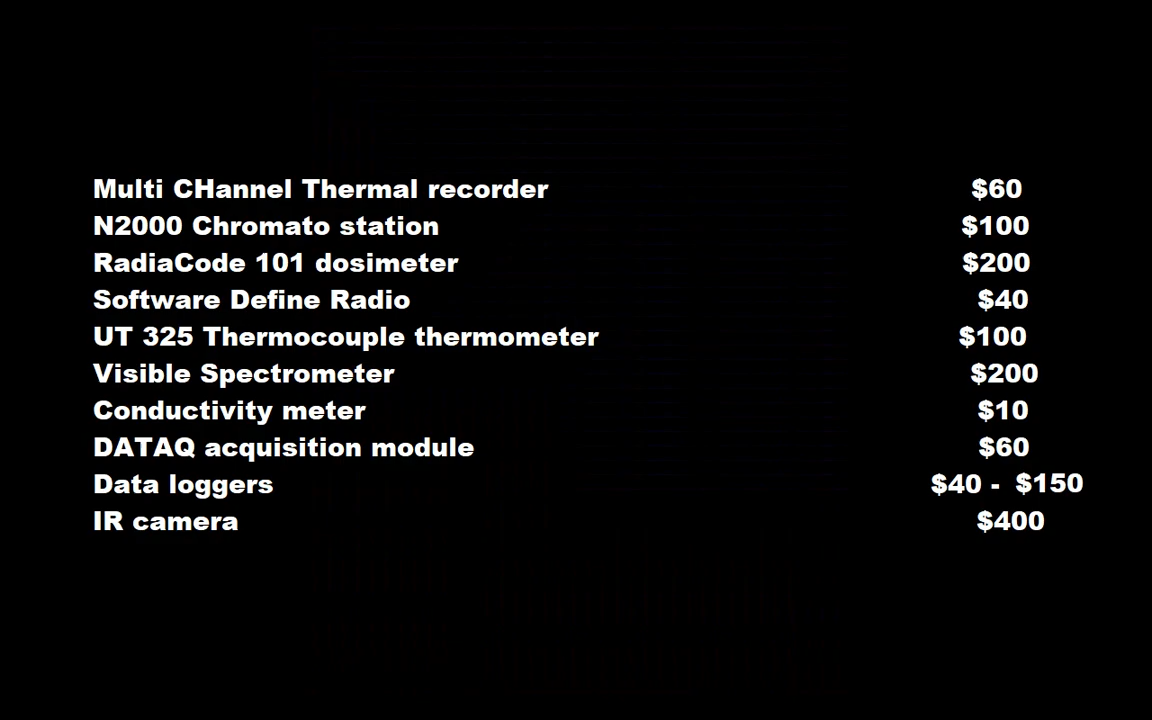 Multi CHannel Thermal recorder $60
N2000 Chromato station $100
RadiaCode 101 dosimeter $200
Software Define Radio $40
UT 325 Thermocouple thermometer $100
Visible Spectrometer $200
Conductivity meter $10
DATAQ acquisition module $60
Data loggers $40 - $150
IR camera $400